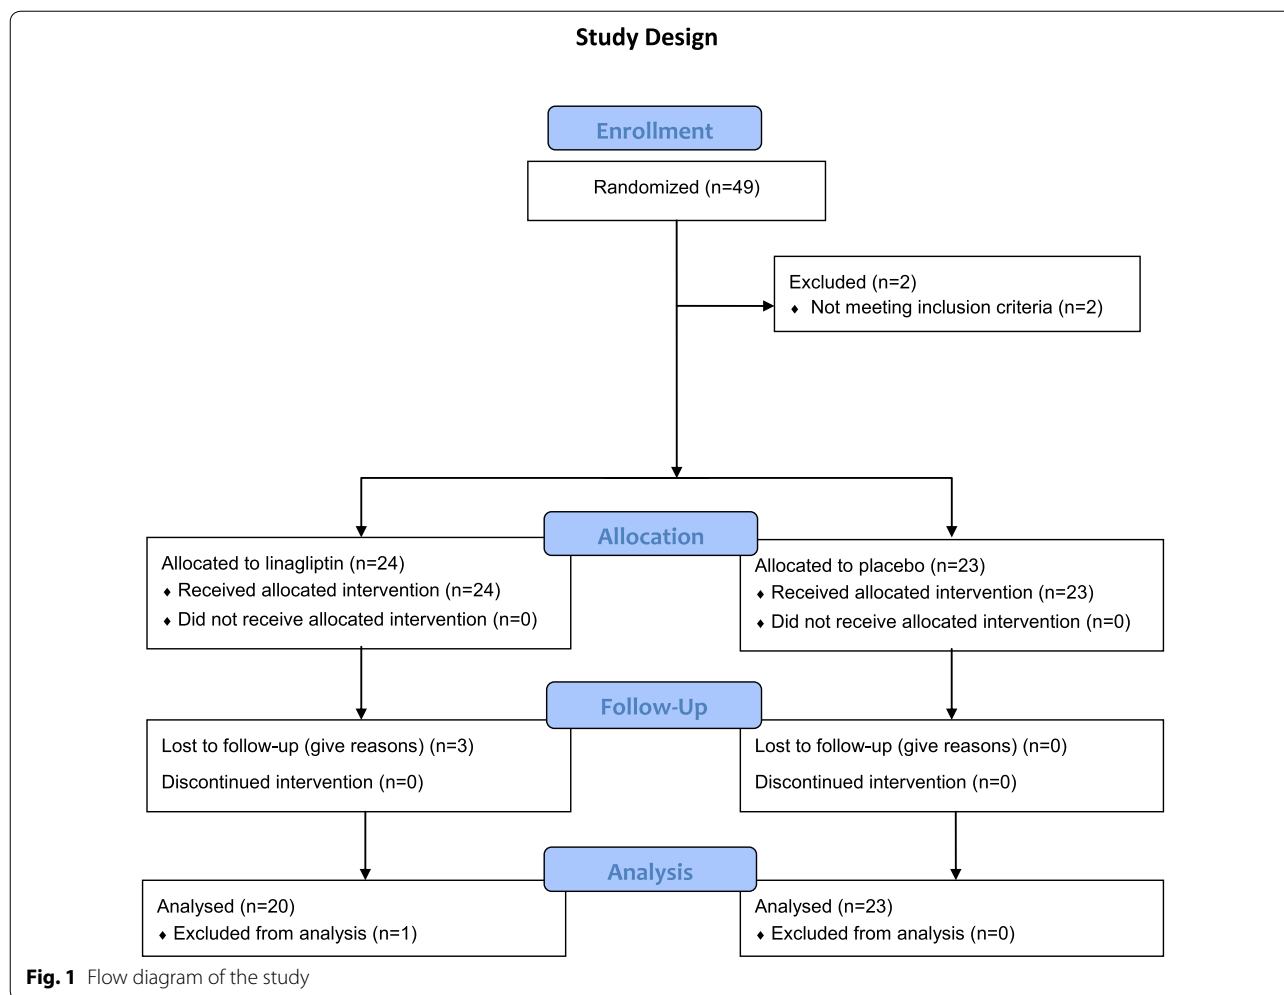 Study Design
Enrollment
Randomized (n=49)
Excluded (n=2)
♦ Not meeting inclusion criteria (n=2)
Allocation
Allocated to linagliptin (n=24)
♦ Received allocated intervention (n=24)
♦ Did not receive allocated intervention (n=0)
Allocated to placebo (n=23)
♦ Received allocated intervention (n=23)
♦ Did not receive allocated intervention (n=0)
Follow-Up
Lost to follow-up (give reasons) (n=3)
Discontinued intervention (n=0)
Lost to follow-up (give reasons) (n=0)
Discontinued intervention (n=0)
Analysis
Analysed (n=20)
♦ Excluded from analysis (n=1)
Analysed (n=23)
♦ Excluded from analysis (n=0)
Fig. 1 Flow diagram of the study